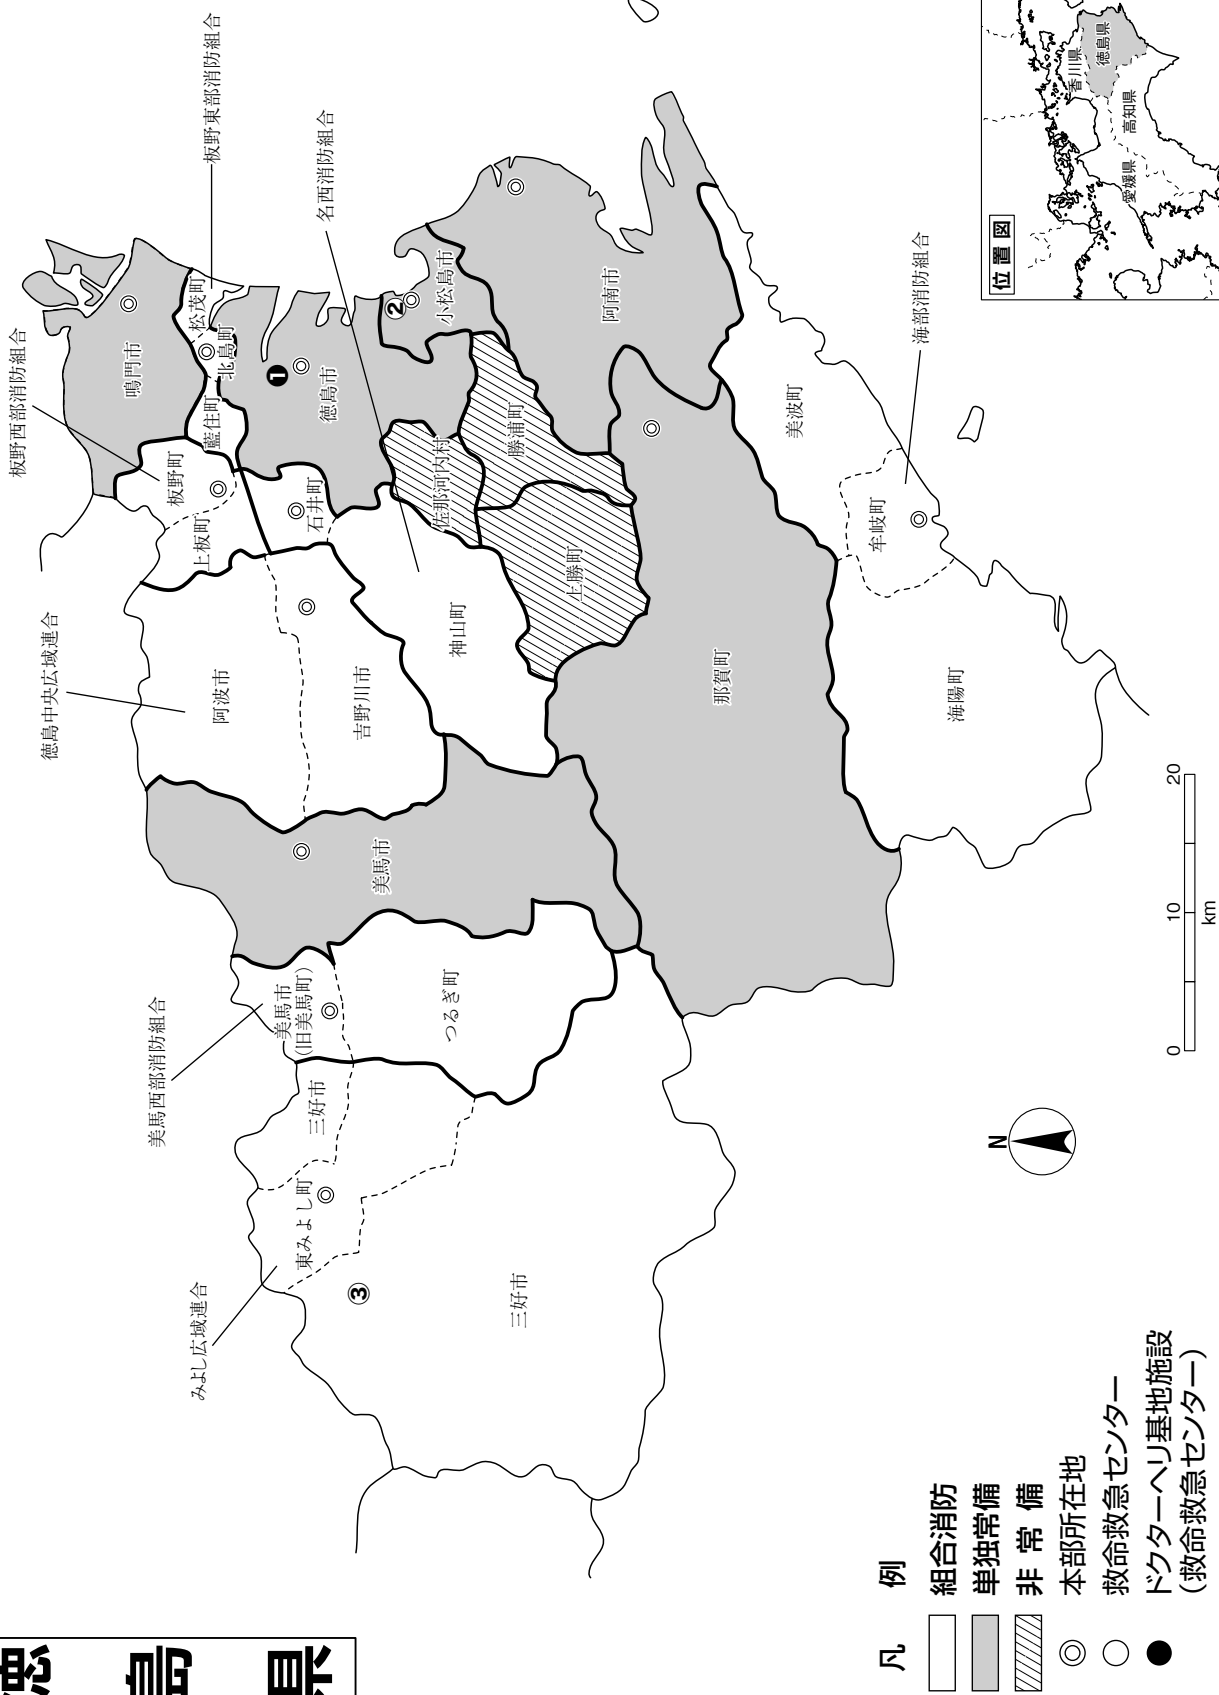 徳島県
みよし広域連合
美馬西部消防組合
徳島中央広域連合
板野西部消防組合
板野東部消防組合
名西消防組合
海部消防組合
三好市
東みよし町
三好市
③
美馬市
(旧美馬町)
つるぎ町
美馬市
阿波市
吉野川市
上板町
板野町
藍住町
北島町
松茂町
鳴門市
石井町
神山町
徳島市
❶
佐那河内村
小松島市
②
勝浦町
上勝町
阿南市
那賀町
美波町
牟岐町
海陽町
凡 例
組合消防
単独常備
非常備
本部所在地
救命救急センター
ドクターヘリ基地施設
(救命救急センター)
N
0 10 20
km
位置図
香川県
徳島県
愛媛県
高知県